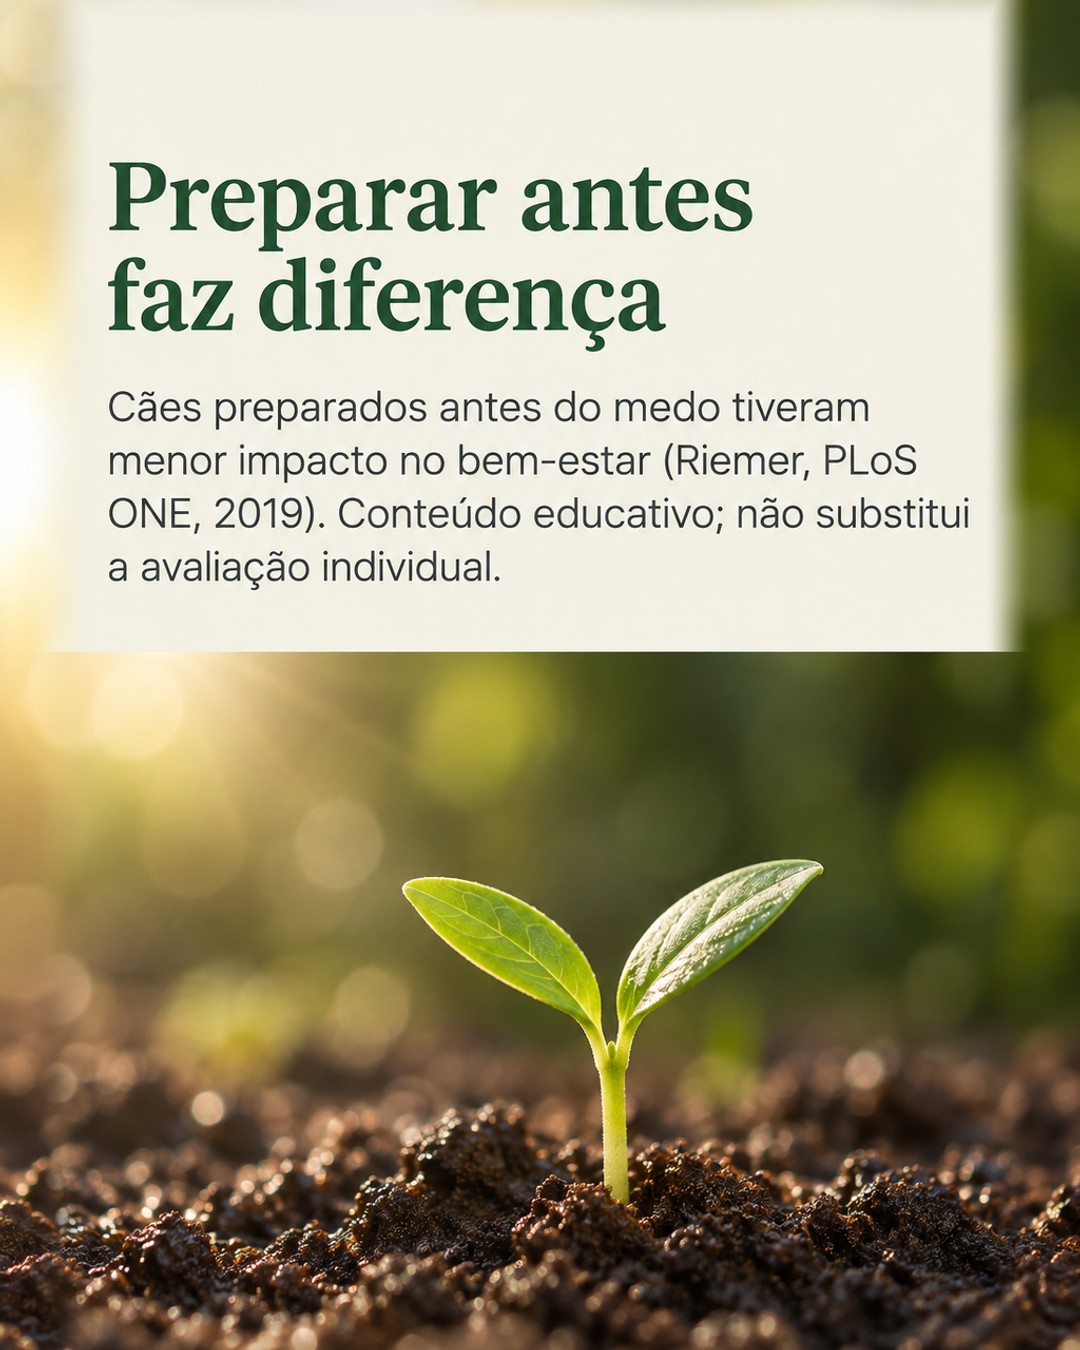 Preparar antes
faz diferença
Cães preparados antes do medo tiveram
menor impacto no bem-estar (Riemer, PLoS
ONE, 2019). Conteúdo educativo; não substitui
a avaliação individual.